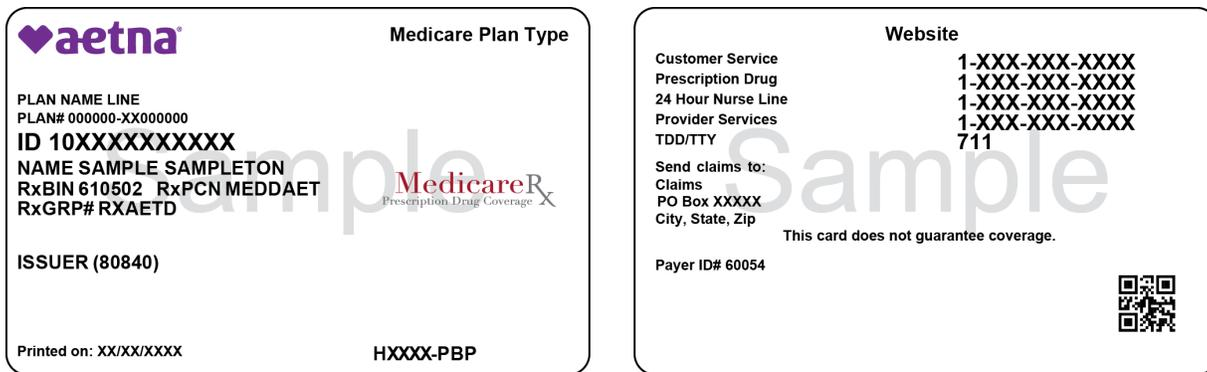 aetna®
Medicare Plan Type
PLAN NAME LINE
PLAN# 000000-XX000000
ID 10XXXXXXXXXX
NAME SAMPLE SAMPLETON
RxBIN 610502 RxPCN MEDDAET
RxGRP# RXAETD
MedicareRx
Prescription Drug Coverage
Sample
ISSUER (80840)
Printed on: XX/XX/XXXX
HXXXX-PBP
Website
Customer Service 1-XXX-XXX-XXXX
Prescription Drug 1-XXX-XXX-XXXX
24 Hour Nurse Line 1-XXX-XXX-XXXX
Provider Services 1-XXX-XXX-XXXX
TDD/TTY 711
Sample
Send claims to:
Claims
PO Box XXXXX
City, State, Zip
This card does not guarantee coverage.
Payer ID# 60054